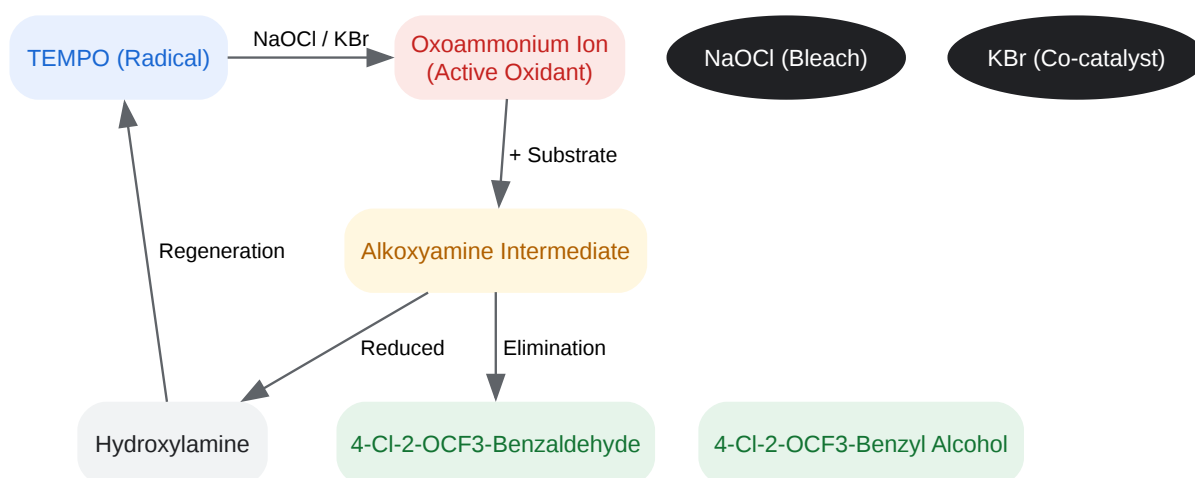 TEMPO (Radical)
NaOCl / KBr
Oxoammonium Ion
(Active Oxidant)
NaOCl (Bleach)
KBr (Co-catalyst)
+ Substrate
Alkoxyamine Intermediate
Regeneration
Reduced
Elimination
Hydroxylamine
4-Cl-2-OCF3-Benzaldehyde
4-Cl-2-OCF3-Benzyl Alcohol